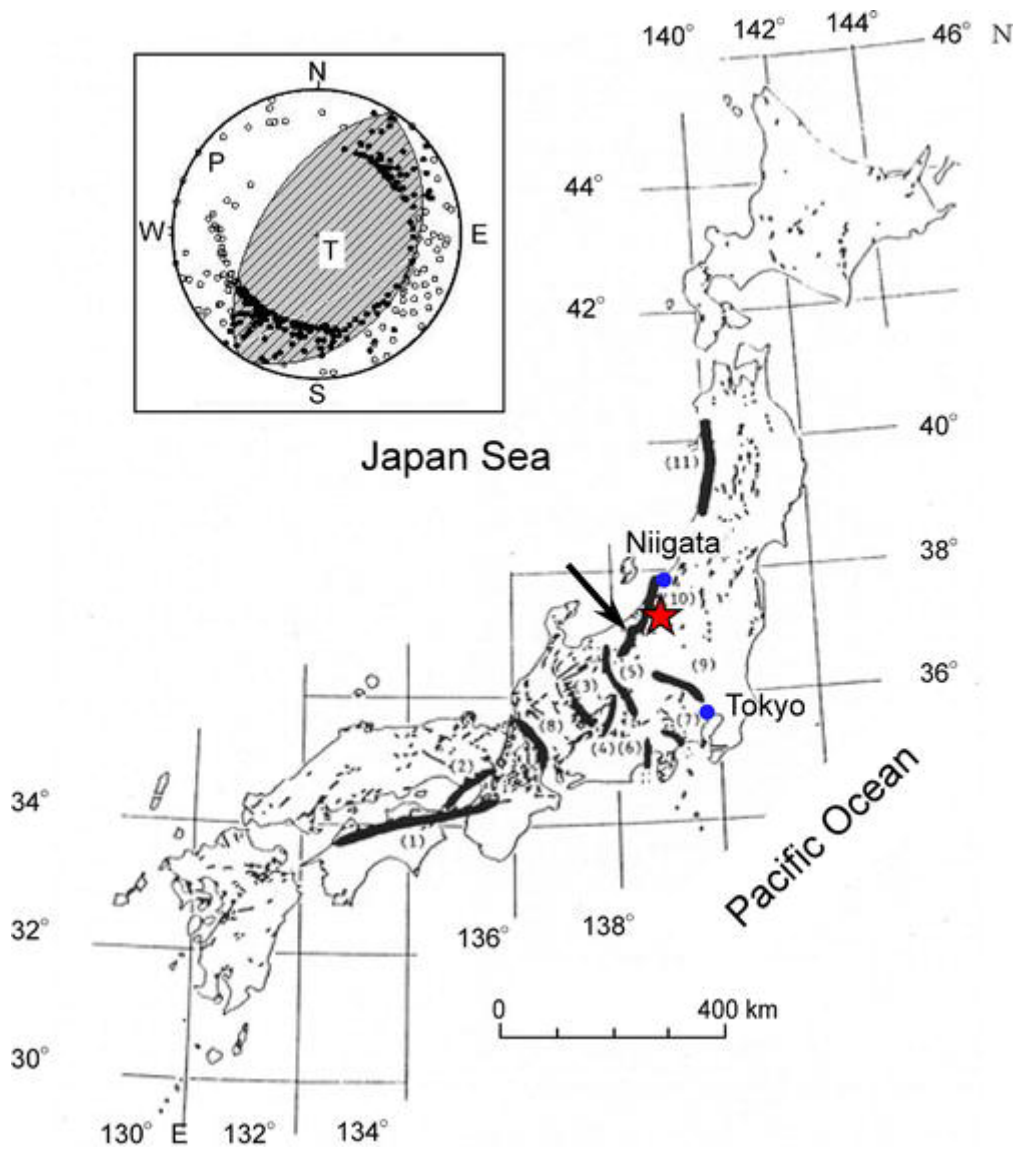 140° 142° 144° 46° N
N
P
W E
T
S
44°
42°
Japan Sea
40°
(11)
Niigata
38°
(10)
(9)
36°
(5)
(3)
Tokyo
(8)
(7)
(4) (6)
(2)
34°
(1)
Pacific Ocean
32°
136° 138°
0 400 km
30°
130° E 132° 134°